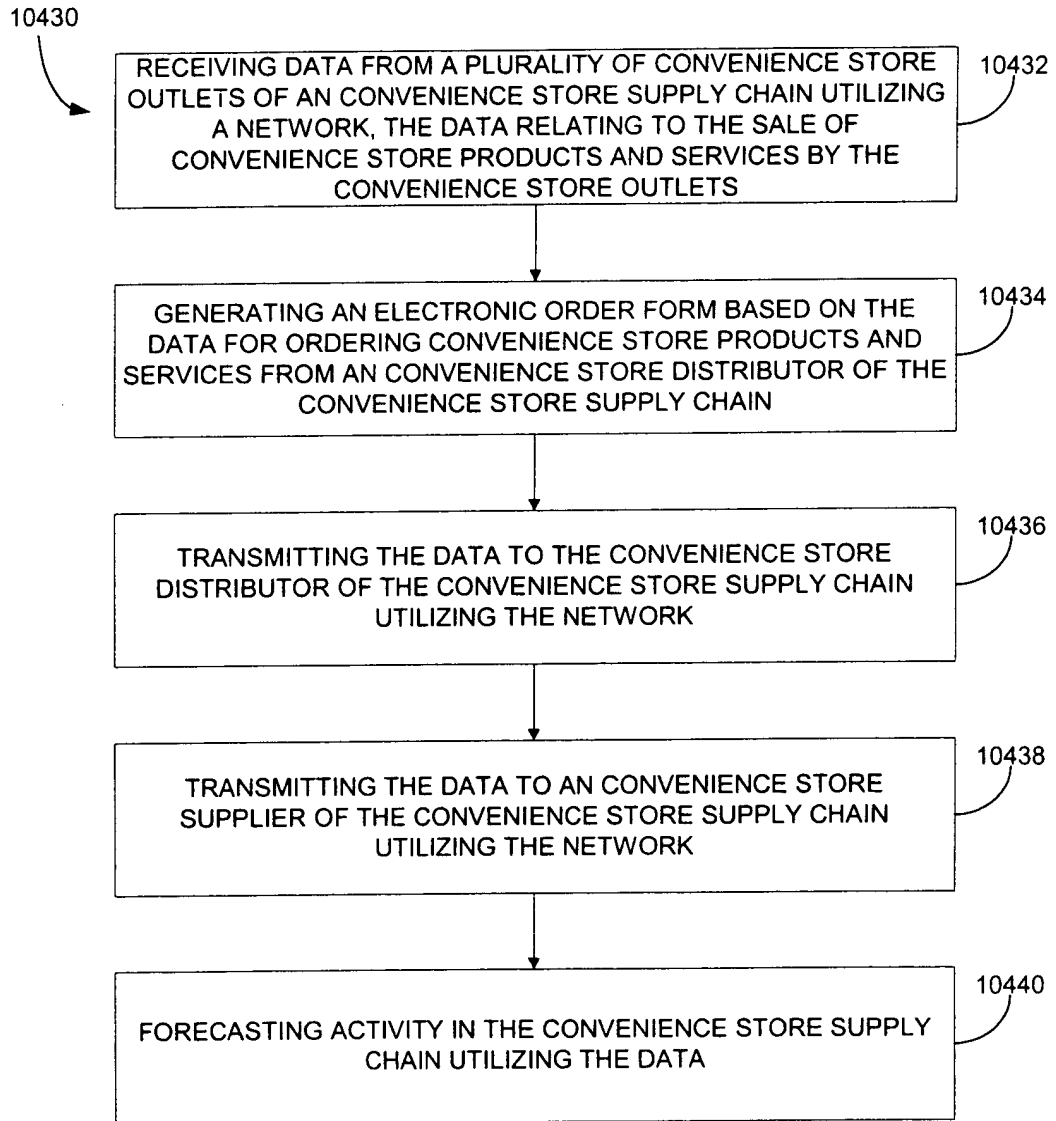 10430
RECEIVING DATA FROM A PLURALITY OF CONVENIENCE STORE
OUTLETS OF AN CONVENIENCE STORE SUPPLY CHAIN UTILIZING
A NETWORK, THE DATA RELATING TO THE SALE OF
CONVENIENCE STORE PRODUCTS AND SERVICES BY THE
CONVENIENCE STORE OUTLETS
10432
GENERATING AN ELECTRONIC ORDER FORM BASED ON THE
DATA FOR ORDERING CONVENIENCE STORE PRODUCTS AND
SERVICES FROM AN CONVENIENCE STORE DISTRIBUTOR OF THE
CONVENIENCE STORE SUPPLY CHAIN
10434
TRANSMITTING THE DATA TO THE CONVENIENCE STORE
DISTRIBUTOR OF THE CONVENIENCE STORE SUPPLY CHAIN
UTILIZING THE NETWORK
10436
TRANSMITTING THE DATA TO AN CONVENIENCE STORE
SUPPLIER OF THE CONVENIENCE STORE SUPPLY CHAIN
UTILIZING THE NETWORK
10438
FORECASTING ACTIVITY IN THE CONVENIENCE STORE SUPPLY
CHAIN UTILIZING THE DATA
10440